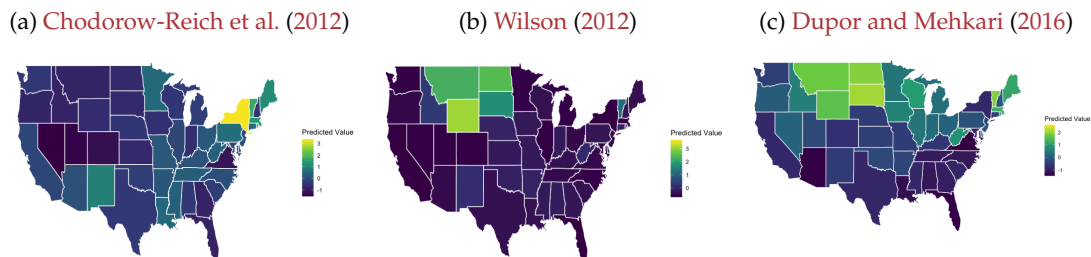 (a) Chodorow-Reich et al. (2012)
(b) Wilson (2012)
(c) Dupor and Mehkari (2016)
Predicted Value
3
2
1
0
-1
Predicted Value
3
2
1
0
Predicted Value
2
1
0
-1